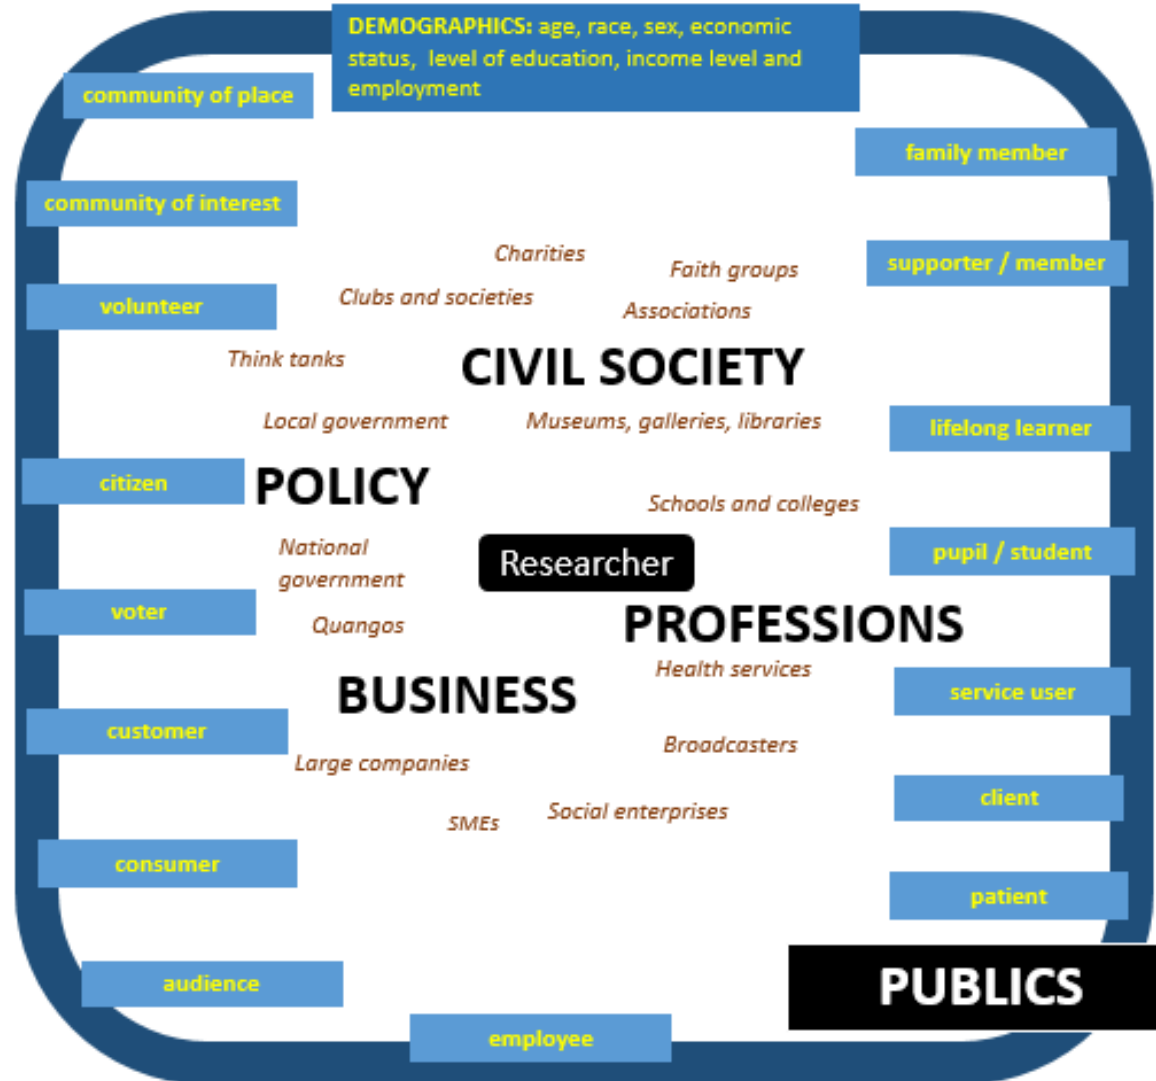 DEMOGRAPHICS: age, race, sex, economic
status, level of education, income level and
employment
community of place
family member
community of interest
Charities
Faith groups
supporter / member
volunteer
Clubs and societies
Associations
Think tanks
CIVIL SOCIETY
Local government
Museums, galleries, libraries
lifelong learner
citizen
POLICY
Schools and colleges
National
government
Researcher
pupil / student
voter
Quangos
PROFESSIONS
Health services
BUSINESS
service user
customer
Large companies
Broadcasters
SMEs
Social enterprises
client
consumer
patient
audience
PUBLICS
employee